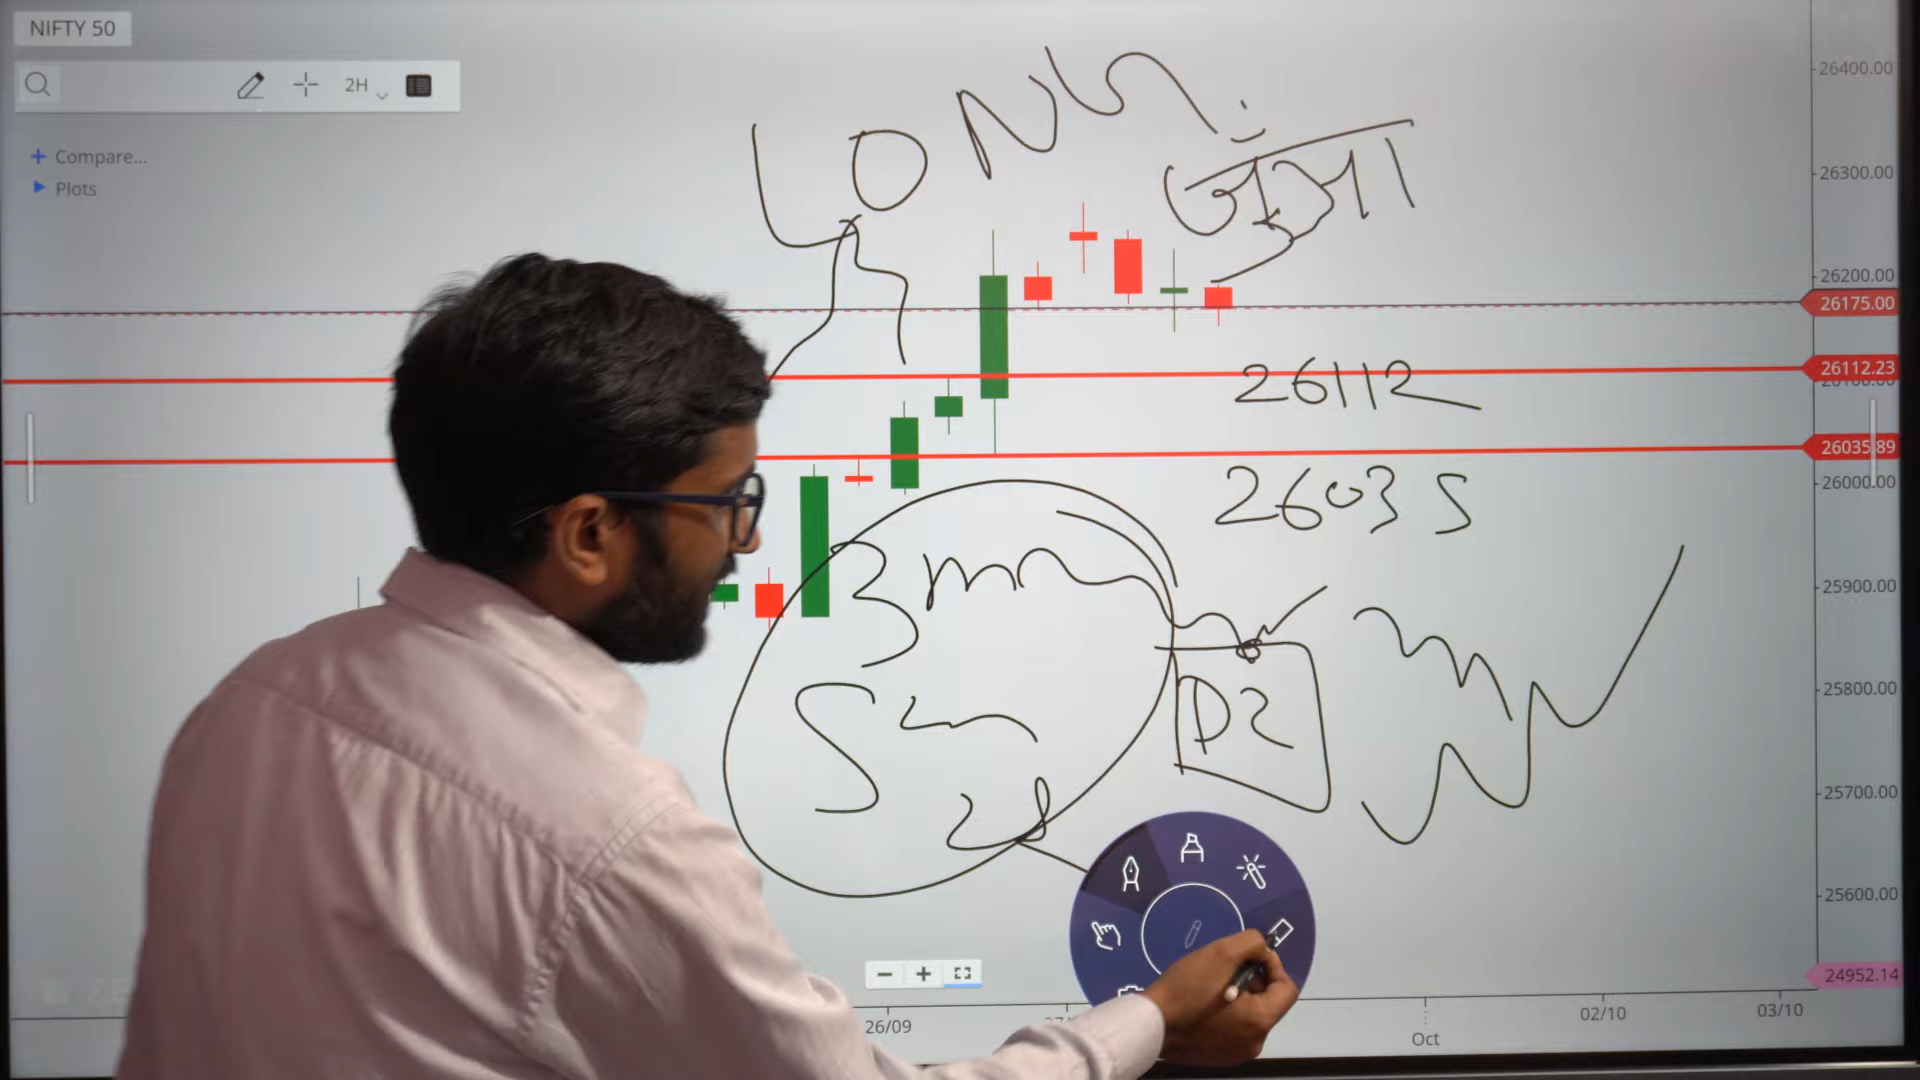 NIFTY 50
2H
Compare...
Plots
LONG
जुमा
26400.00
26300.00
26200.00
26175.00
26112.23
26112
26035.89
26035
26000.00
3m
25900.00
5m
D2
25800.00
25700.00
25600.00
24952.14
26/09
Oct
02/10
03/10